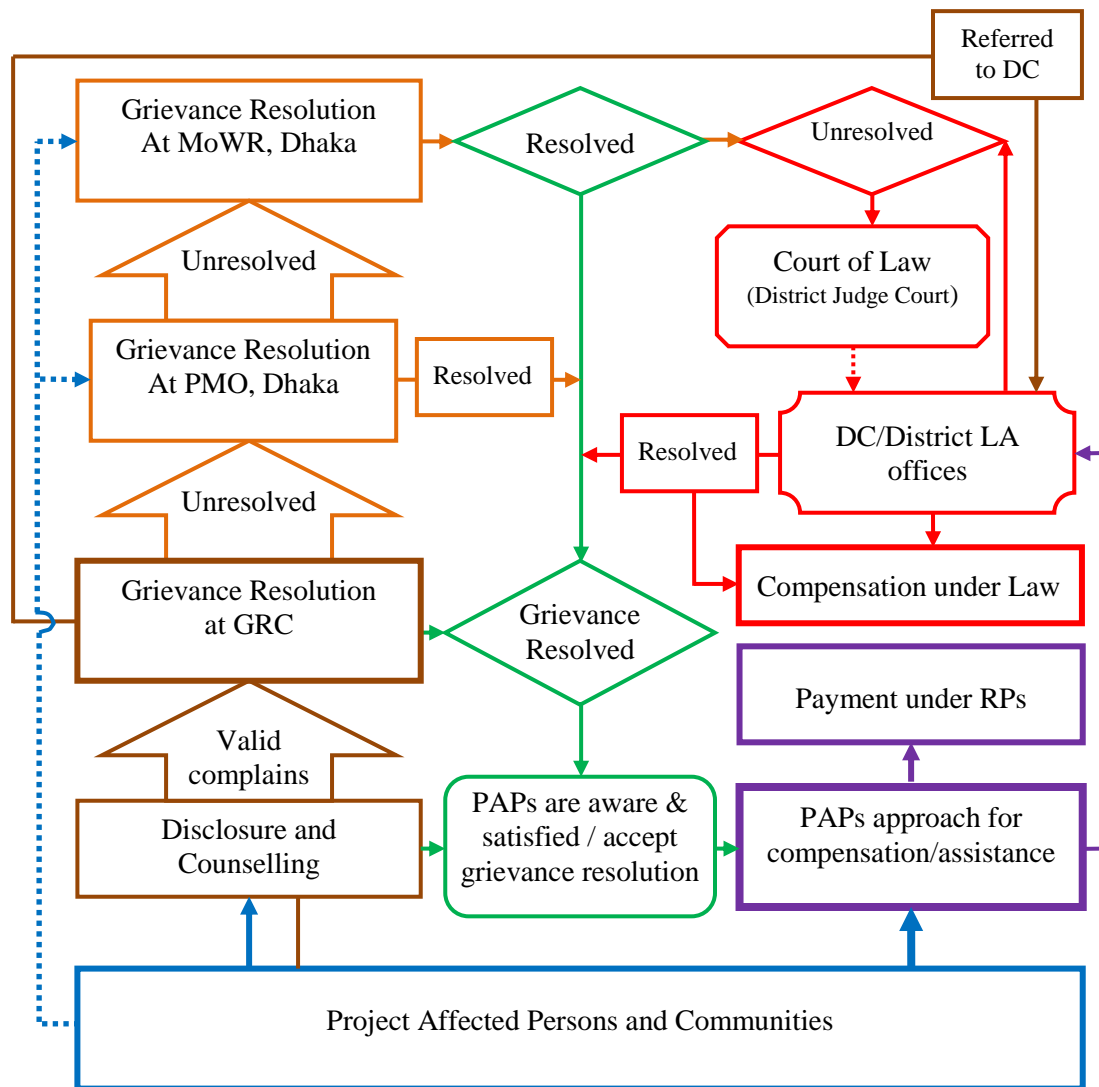 Referred
to DC
Grievance Resolution
At MoWR, Dhaka
Resolved
Unresolved
Unresolved
Court of Law
(District Judge Court)
Grievance Resolution
At PMO, Dhaka
Resolved
Resolved
DC/District LA
offices
Unresolved
Grievance Resolution
at GRC
Grievance
Resolved
Compensation under Law
Payment under RPs
Valid
complains
Disclosure and
Counselling
PAPs are aware &
satisfied / accept
grievance resolution
PAPs approach for
compensation/assistance
Project Affected Persons and Communities